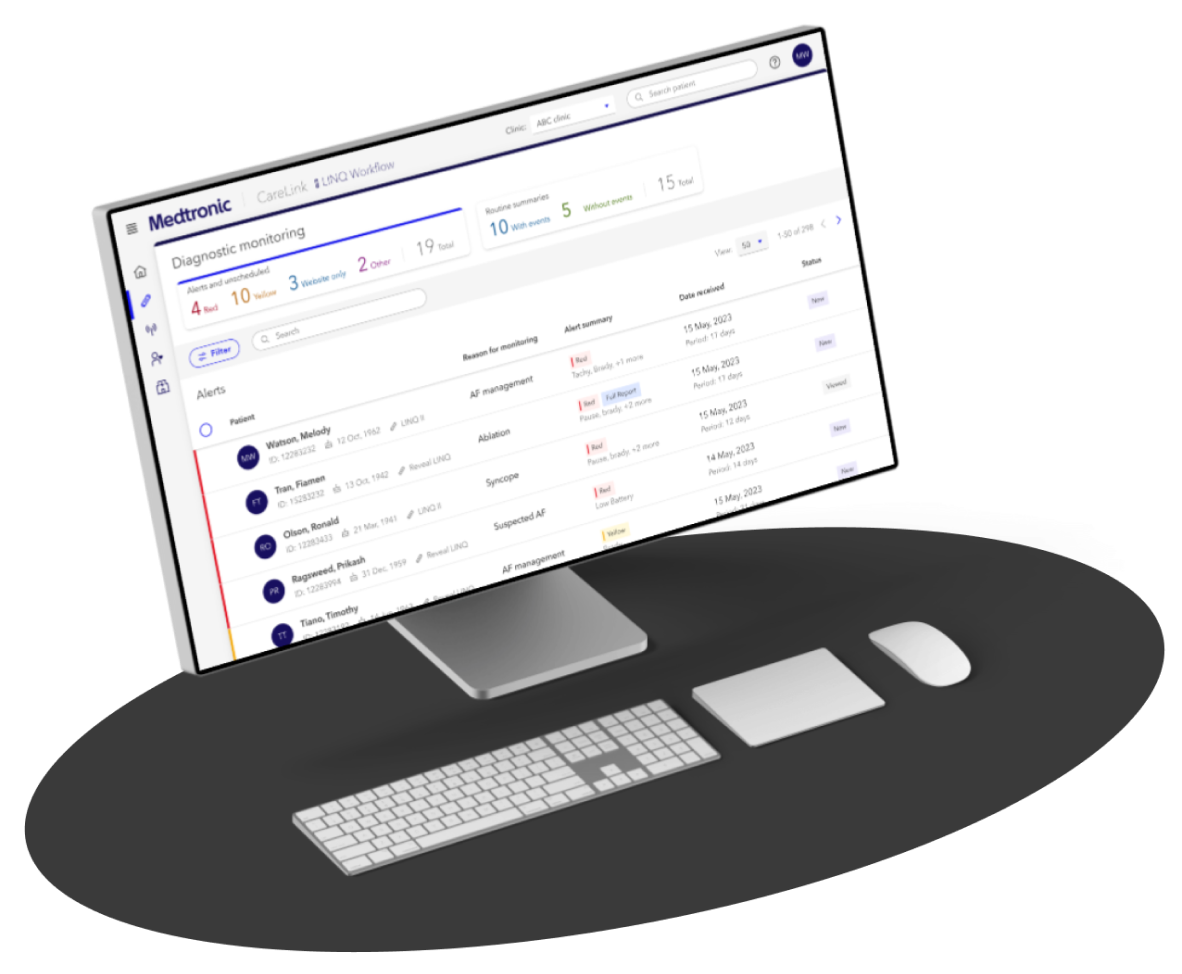 MW
Search patient
Clinic: ABC clinic
Medtronic CareLink LINQ Workflow
Diagnostic monitoring
Alerts and unscheduled
4 Red 10 Yellow 3 Website only 2 Other 19 Total
Routine summaries
10 With events 5 Without events 15 Total
Filter
Search
View: 50 1-50 of 298
Alerts
Patient Reason for monitoring Alert summary Date received Status
MW Watson, Melody AF management Red 15 May, 2023 New
ID: 12283232 12 Oct, 1962 LINQ II Tachy, Brady, +1 more Period: 17 days
FT Tran, Fiamen Ablation Red Full Report 15 May, 2023 New
ID: 15283232 13 Oct, 1942 Reveal LINQ Pause, brady, +2 more Period: 17 days
RO Olson, Ronald Syncope Red 15 May, 2023 Viewed
ID: 12283433 21 Mar, 1941 LINQ II Pause, brady, +2 more Period: 12 days
PR Ragsweed, Prikash Suspected AF Red 14 May, 2023 New
ID: 12283994 31 Dec, 1959 Reveal LINQ Low Battery Period: 14 days
TT Tiano, Timothy AF management Yellow 15 May, 2023 New